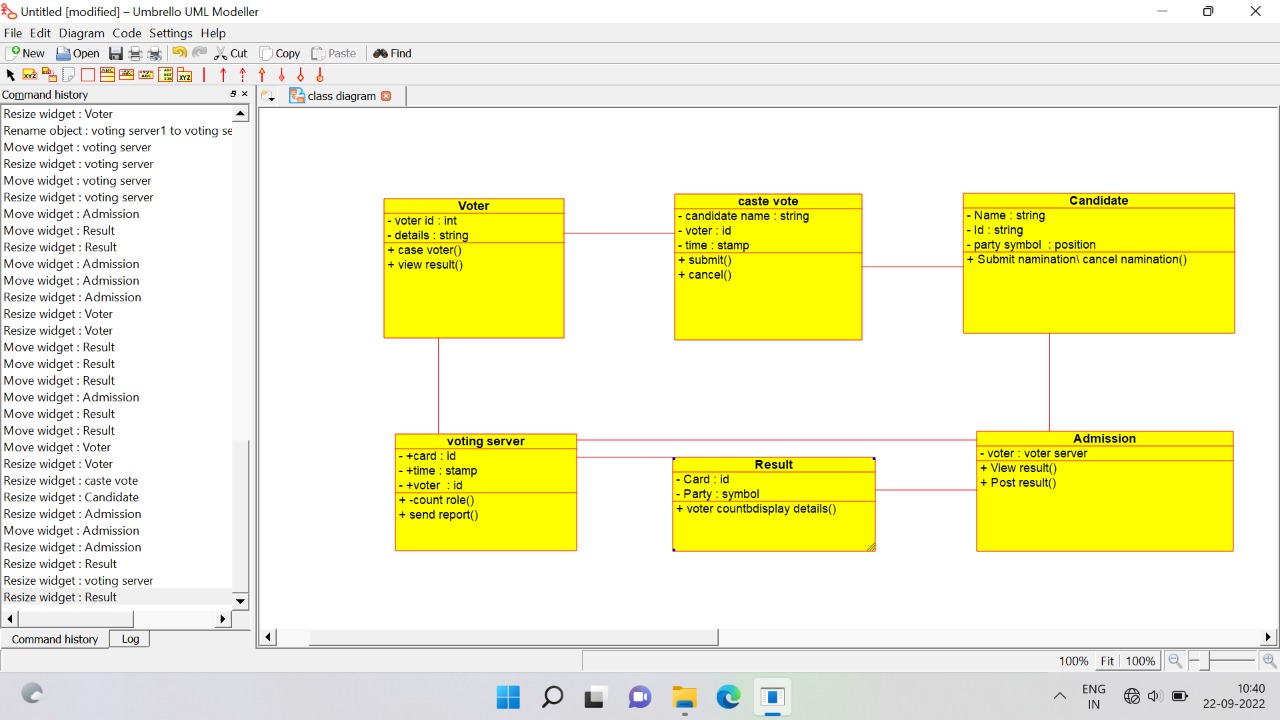 Untitled [modified] – Umbrello UML Modeller
File Edit Diagram Code Settings Help
New Open Cut Copy Paste Find
Command history
class diagram
Resize widget : Voter
Rename object : voting server1 to voting se
Move widget : voting server
Resize widget : voting server
Move widget : voting server
Resize widget : voting server
Move widget : Admission
Move widget : Result
Resize widget : Result
Move widget : Admission
Move widget : Admission
Resize widget : Admission
Resize widget : Voter
Resize widget : Voter
Move widget : Result
Move widget : Result
Move widget : Result
Move widget : Admission
Move widget : Result
Move widget : Result
Move widget : Voter
Resize widget : Voter
Resize widget : caste vote
Resize widget : Candidate
Resize widget : Admission
Move widget : Admission
Resize widget : Admission
Resize widget : Result
Resize widget : voting server
Resize widget : Result
Command history Log
Voter
- voter id : int
- details : string
+ case voter()
+ view result()
caste vote
- candidate name : string
- voter : id
- time : stamp
+ submit()
+ cancel()
Candidate
- Name : string
- Id : string
- party symbol : position
+ Submit namination\ cancel namination()
voting server
- +card : id
- +time : stamp
- +voter : id
+ -count role()
+ send report()
Result
- Card : id
- Party : symbol
+ voter countbdisplay details()
Admission
- voter : voter server
+ View result()
+ Post result()
100% Fit 100%
ENG
IN
10:40
22-09-2022